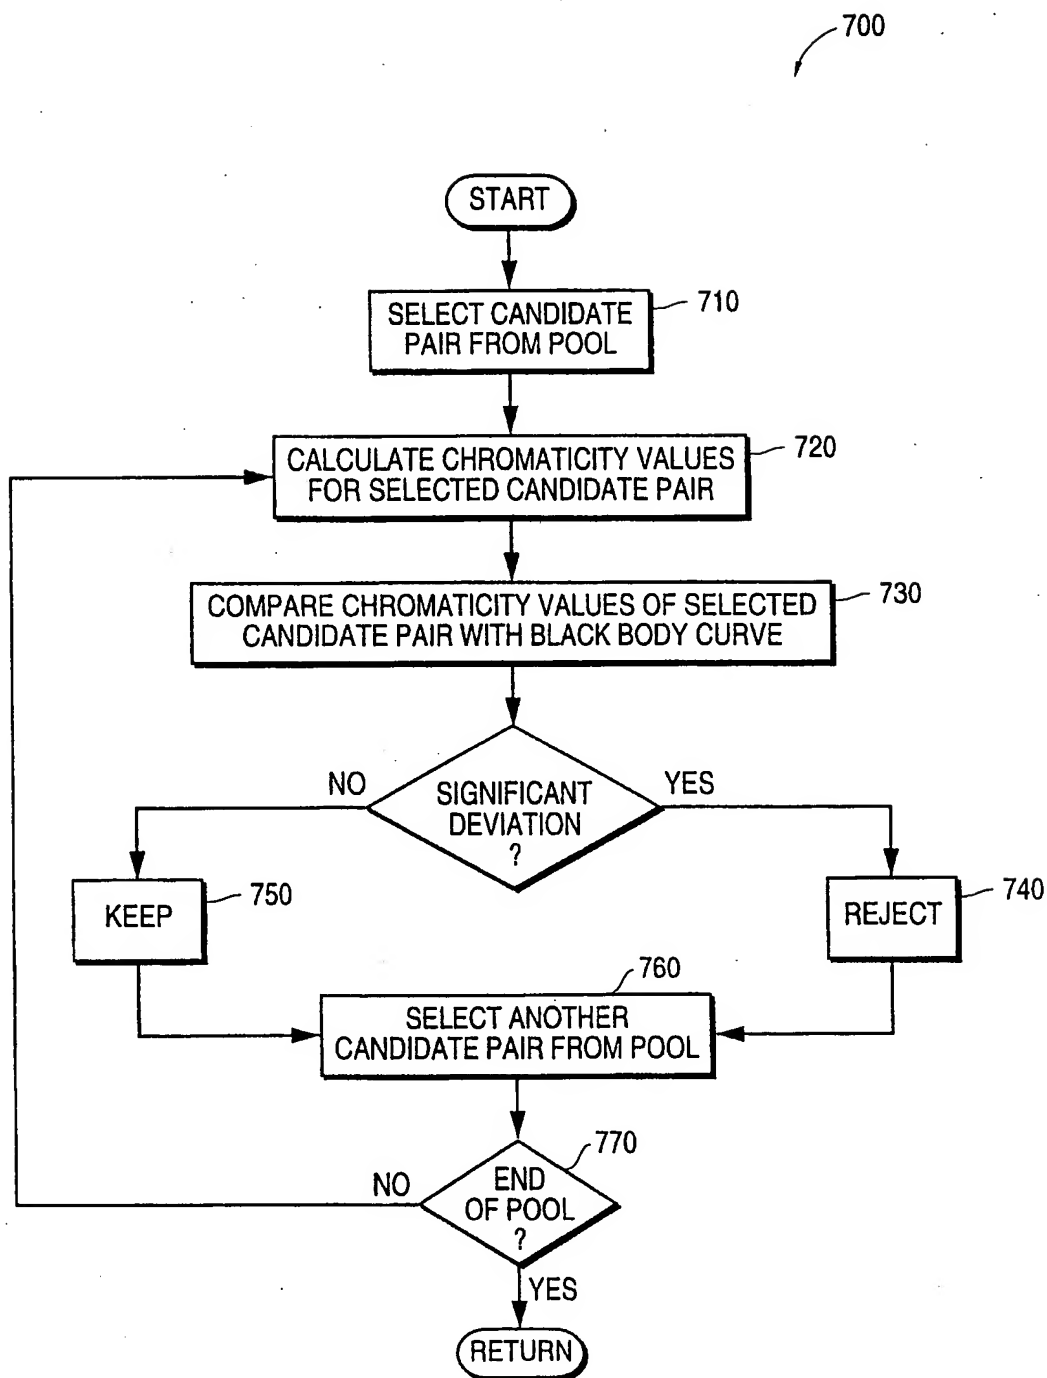 700
START
SELECT CANDIDATE
PAIR FROM POOL
710
CALCULATE CHROMATICITY VALUES
FOR SELECTED CANDIDATE PAIR
720
COMPARE CHROMATICITY VALUES OF SELECTED
CANDIDATE PAIR WITH BLACK BODY CURVE
730
NO
SIGNIFICANT
DEVIATION
?
YES
KEEP
750
REJECT
740
760
SELECT ANOTHER
CANDIDATE PAIR FROM POOL
770
NO
END
OF POOL
?
YES
RETURN